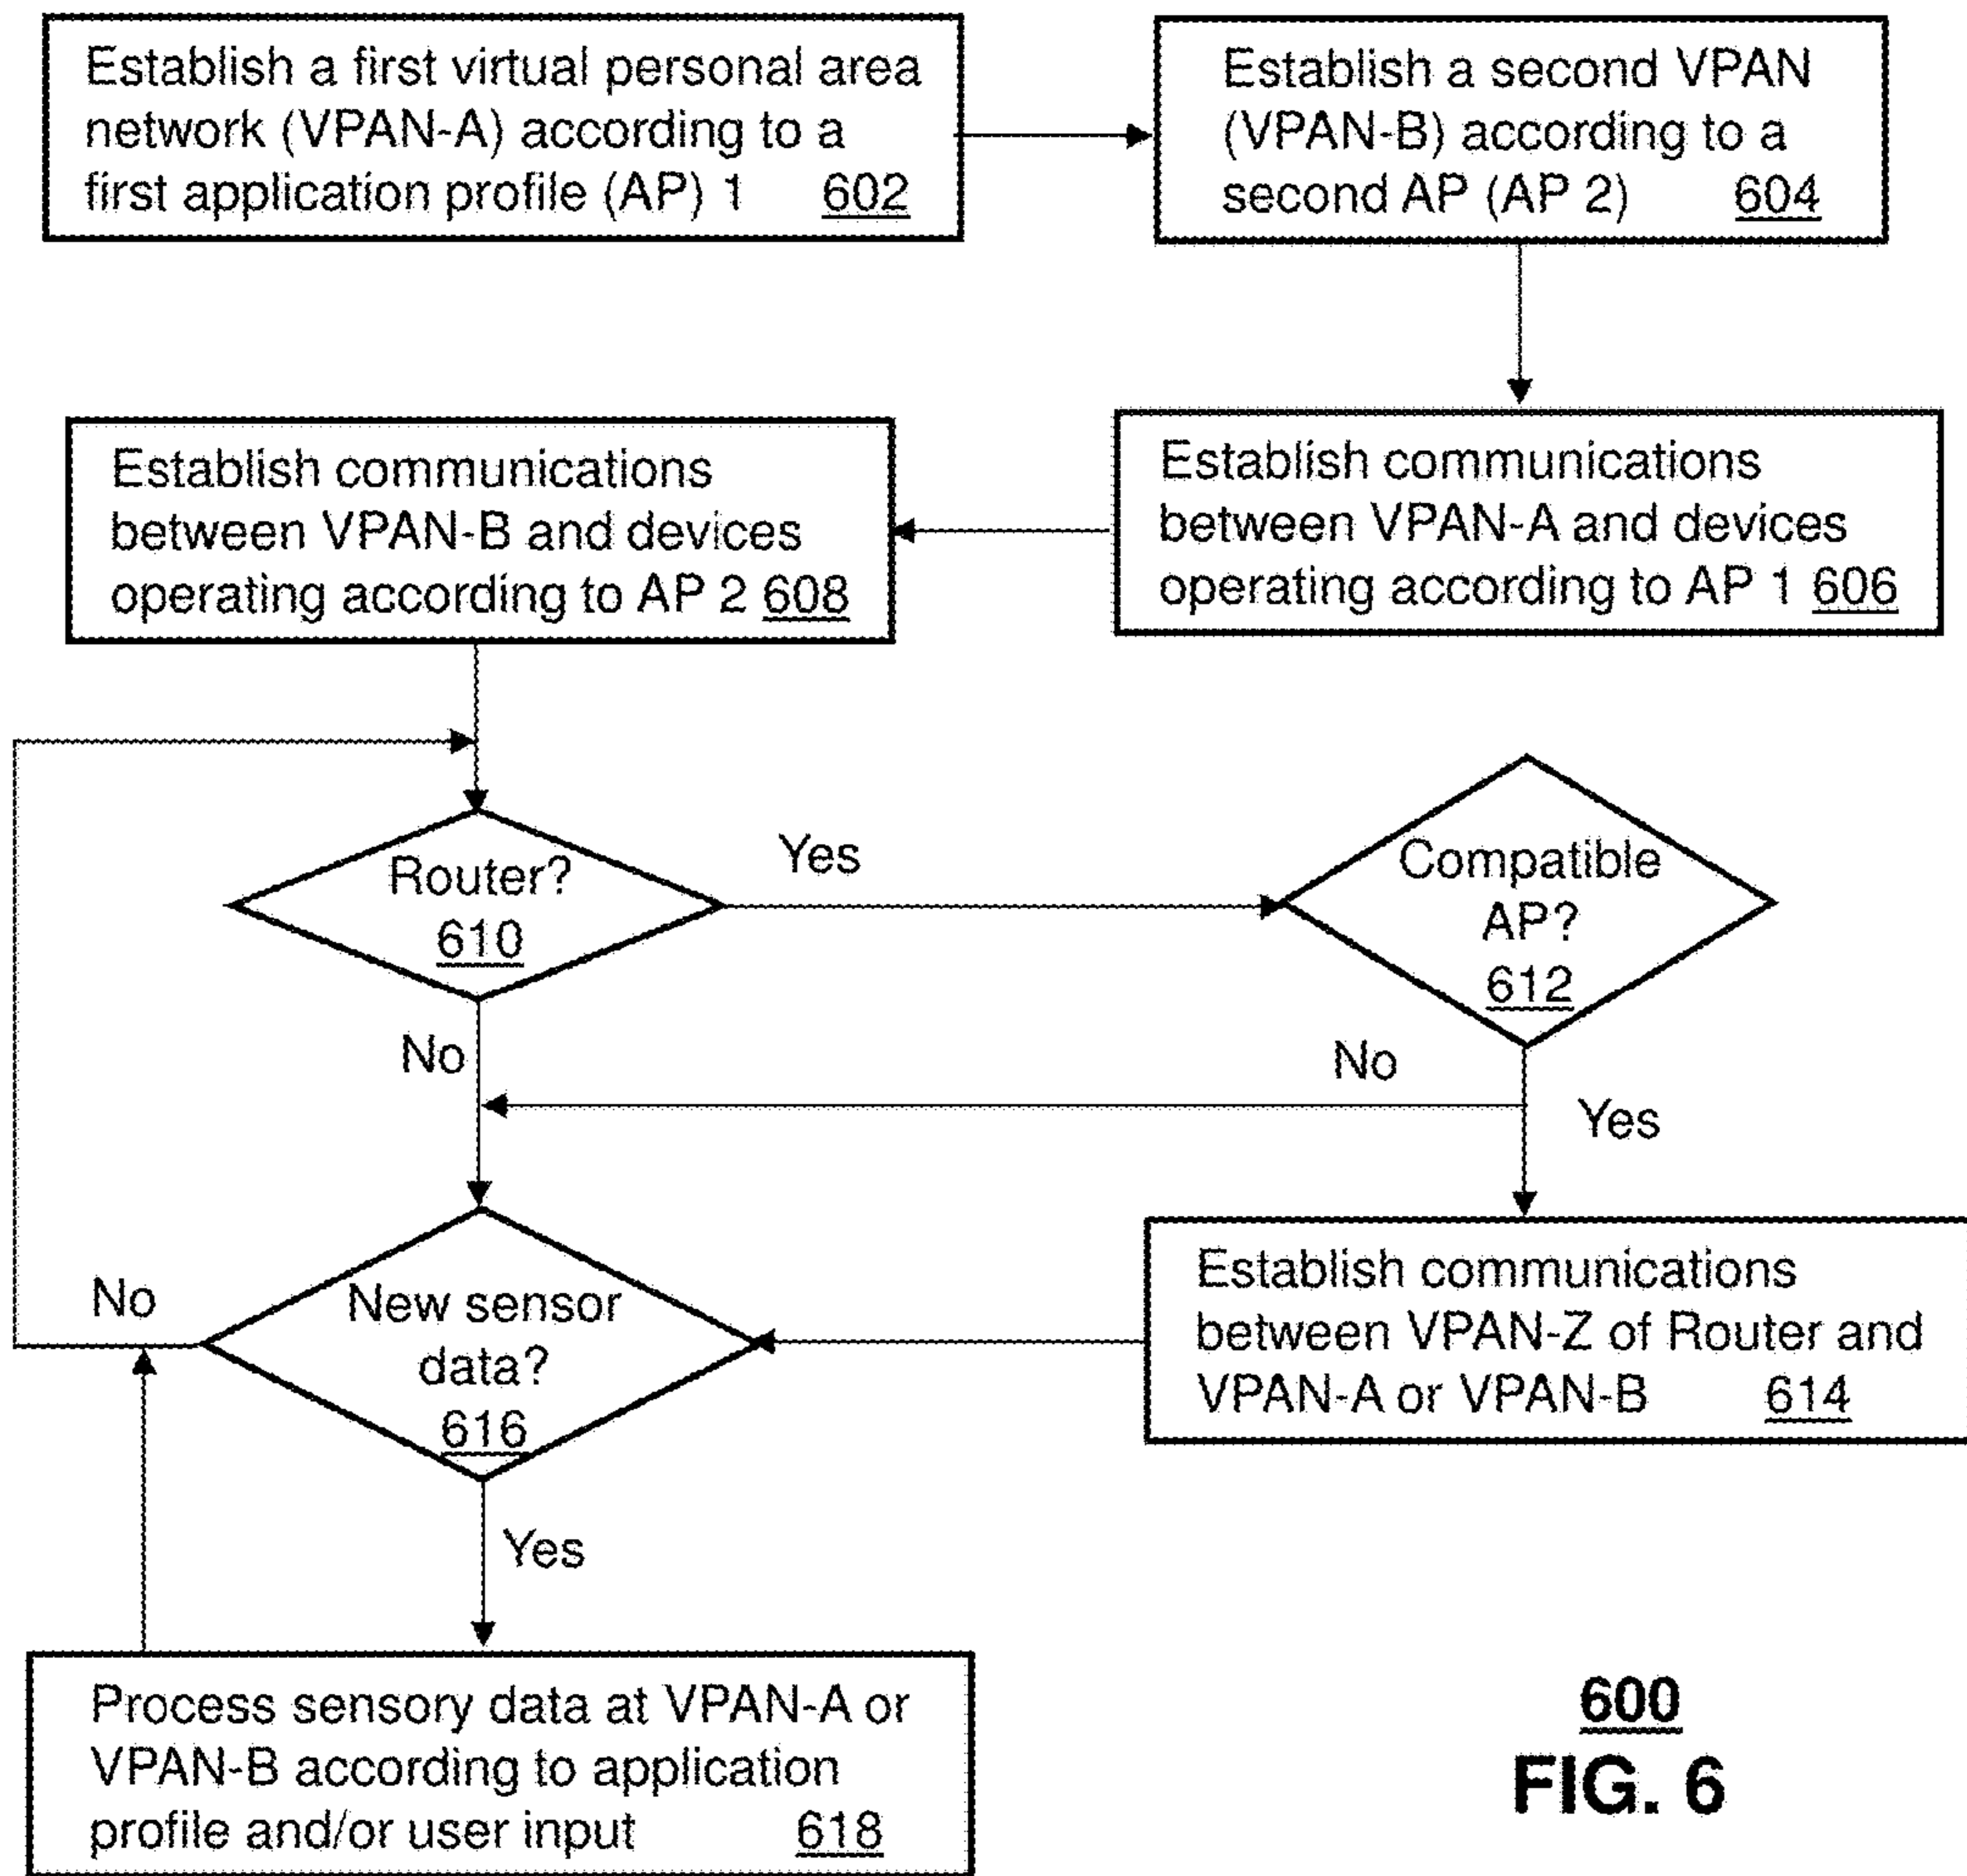 Establish a first virtual personal area
network (VPAN-A) according to a
first application profile (AP) 1 602
Establish a second VPAN
(VPAN-B) according to a
second AP (AP 2) 604
Establish communications
between VPAN-B and devices
operating according to AP 2 608
Establish communications
between VPAN-A and devices
operating according to AP 1 606
Router?
610
Yes
Compatible
AP?
612
No
No
Yes
New sensor
data?
616
No
Establish communications
between VPAN-Z of Router and
VPAN-A or VPAN-B 614
Yes
Process sensory data at VPAN-A or
VPAN-B according to application
profile and/or user input 618
600
FIG. 6